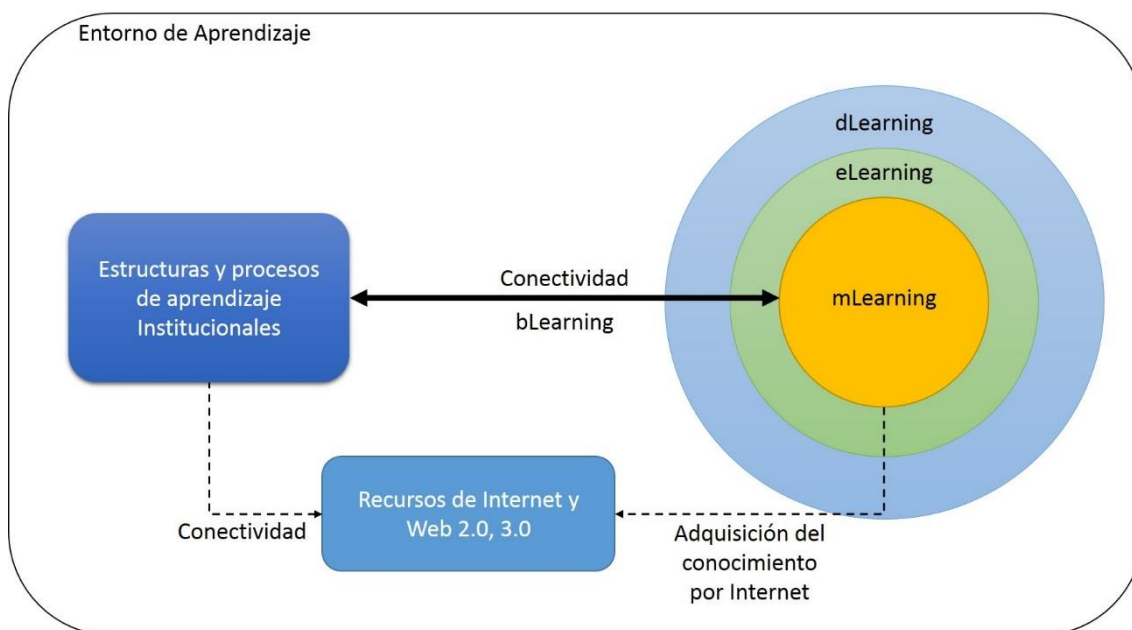 Entorno de Aprendizaje
dLearning
eLearning
mLearning
Estructuras y procesos
de aprendizaje
Institucionales
Conectividad
bLearning
Recursos de Internet y
Web 2.0, 3.0
Conectividad
Adquisición del
conocimiento
por Internet